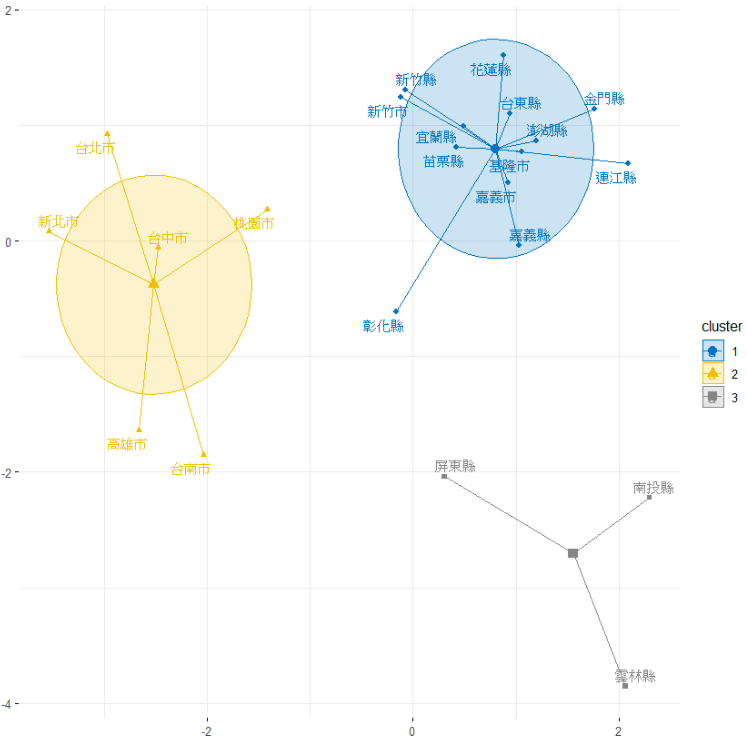 2
0
-2
-4
-2
0
2
花蓮縣
新竹縣
新竹市
金門縣
台東縣
澎湖縣
宜蘭縣
苗栗縣
基隆市
連江縣
嘉義市
嘉義縣
彰化縣
台北市
新北市
桃園市
台中市
高雄市
台南市
屏東縣
南投縣
雲林縣
cluster
1
2
3